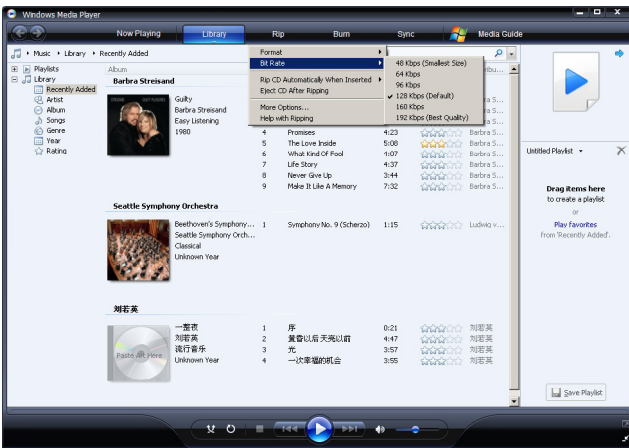 Windows Media Player
Now Playing Library Rip Burn Sync Media Guide
Music Library Recently Added
Format
Bit Rate
Rip CD Automatically When Inserted
Eject CD After Ripping
More Options...
Help with Ripping
48 Kbps (Smallest Size)
64 Kbps
96 Kbps
128 Kbps (Default)
160 Kbps
192 Kbps (Best Quality)
Playlists
Library
Recently Added
Artist
Album
Songs
Genre
Year
Rating
Album
Barbra Streisand
Guilty
Barbra Streisand
Easy Listening
1980
4 Promises 4:23 Barbra S...
5 The Love Inside 5:08 Barbra S...
6 What Kind Of Fool 4:07 Barbra S...
7 Life Story 4:37 Barbra S...
8 Never Give Up 3:44 Barbra S...
9 Make It Like A Memory 7:32 Barbra S...
Seattle Symphony Orchestra
Beethoven's Symphony... 1 Symphony No. 9 (Scherzo) 1:15 Ludwig v...
Seattle Symphony Orch...
Classical
Unknown Year
刘若英
Paste Art Here
一整夜 1 序 0:21 刘若英
刘若英 2 黄昏以后天亮以前 4:47 刘若英
流行音乐 3 光 3:57 刘若英
Unknown Year 4 一次幸福的机会 3:55 刘若英
Untitled Playlist
Drag items here
to create a playlist
or
Play favorites
from 'Recently Added'.
Save Playlist